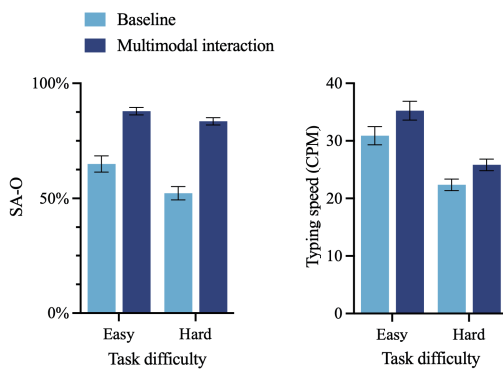 Baseline
Multimodal interaction
100%
50%
0%
SA-O
Easy
Hard
Task difficulty
40
30
20
10
0
Typing speed (CPM)
Easy
Hard
Task difficulty